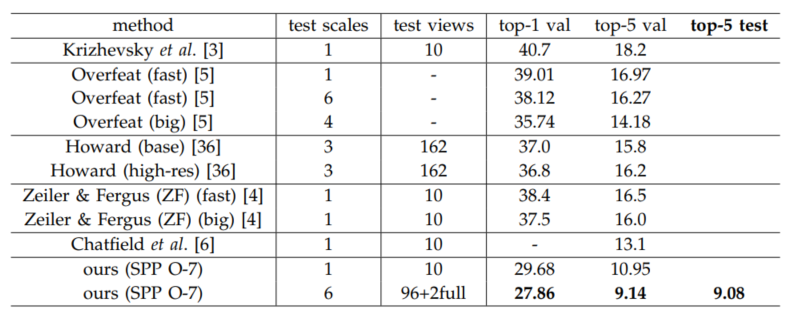 method test scales test views top-1 val top-5 val top-5 test
Krizhevsky et al. [3] 1 10 40.7 18.2
Overfeat (fast) [5] 1 - 39.01 16.97
Overfeat (fast) [5] 6 - 38.12 16.27
Overfeat (big) [5] 4 - 35.74 14.18
Howard (base) [36] 3 162 37.0 15.8
Howard (high-res) [36] 3 162 36.8 16.2
Zeiler & Fergus (ZF) (fast) [4] 1 10 38.4 16.5
Zeiler & Fergus (ZF) (big) [4] 1 10 37.5 16.0
Chatfield et al. [6] 1 10 - 13.1
ours (SPP O-7) 1 10 29.68 10.95
ours (SPP O-7) 6 96+2full 27.86 9.14 9.08